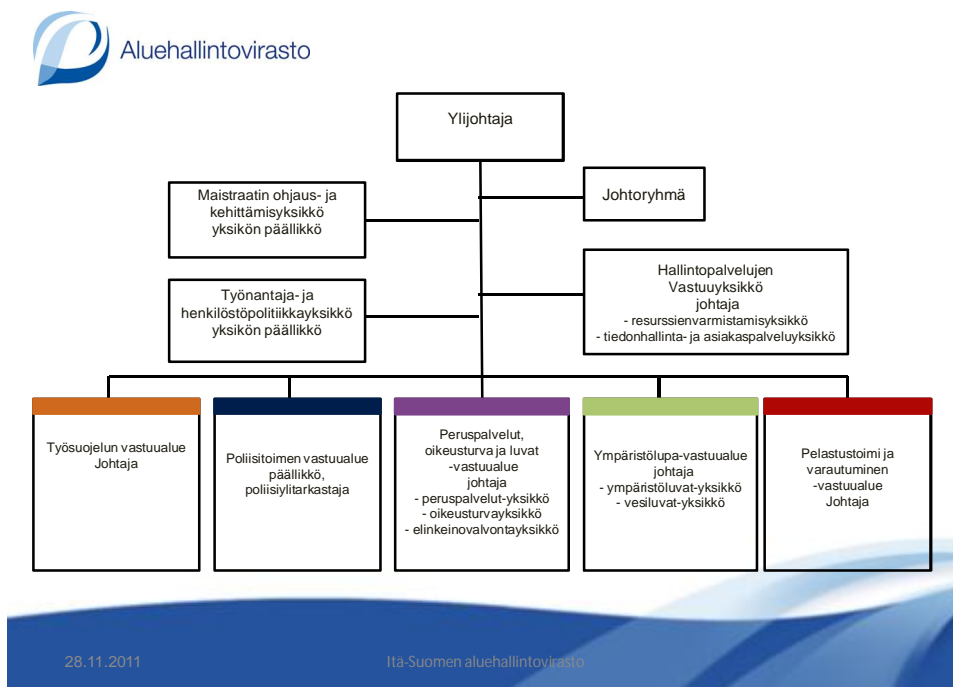 Aluehallintovirasto
Ylijohtaja
Maistraatin ohjaus- ja
kehittämisyksikkö
yksikön päällikkö
Johtoryhmä
Työnantaja- ja
henkilöstöpolitiikkayksikkö
yksikön päällikkö
Hallintopalvelujen
Vastuuyksikkö
johtaja
- resurssienvarmistamisyksikkö
- tiedonhallinta- ja asiakaspalveluyksikkö
Työsuojelun vastuualue
Johtaja
Poliisitoimen vastuualue
päällikkö,
poliisiylitarkastaja
Peruspalvelut,
oikeusturva ja luvat
-vastuualue
johtaja
- peruspalvelut-yksikkö
- oikeusturvayksikkö
- elinkeinovalvontayksikkö
Ympäristölupa-vastuualue
johtaja
- ympäristöluvat-yksikkö
- vesiluvat-yksikkö
Pelastustoimi ja
varautuminen
-vastuualue
Johtaja
28.11.2011
Itä-Suomen aluehallintovirasto